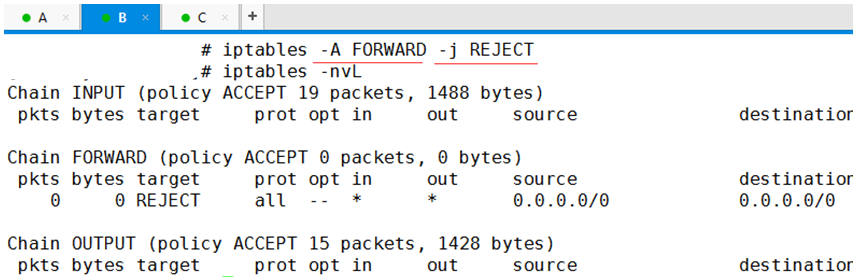 A × B × C × +
# iptables -A FORWARD -j REJECT
# iptables -nvL
Chain INPUT (policy ACCEPT 19 packets, 1488 bytes)
pkts bytes target prot opt in out source destination
Chain FORWARD (policy ACCEPT 0 packets, 0 bytes)
pkts bytes target prot opt in out source destination
0 0 REJECT all -- * * 0.0.0.0/0 0.0.0.0/0
Chain OUTPUT (policy ACCEPT 15 packets, 1428 bytes)
pkts bytes target prot opt in out source destination